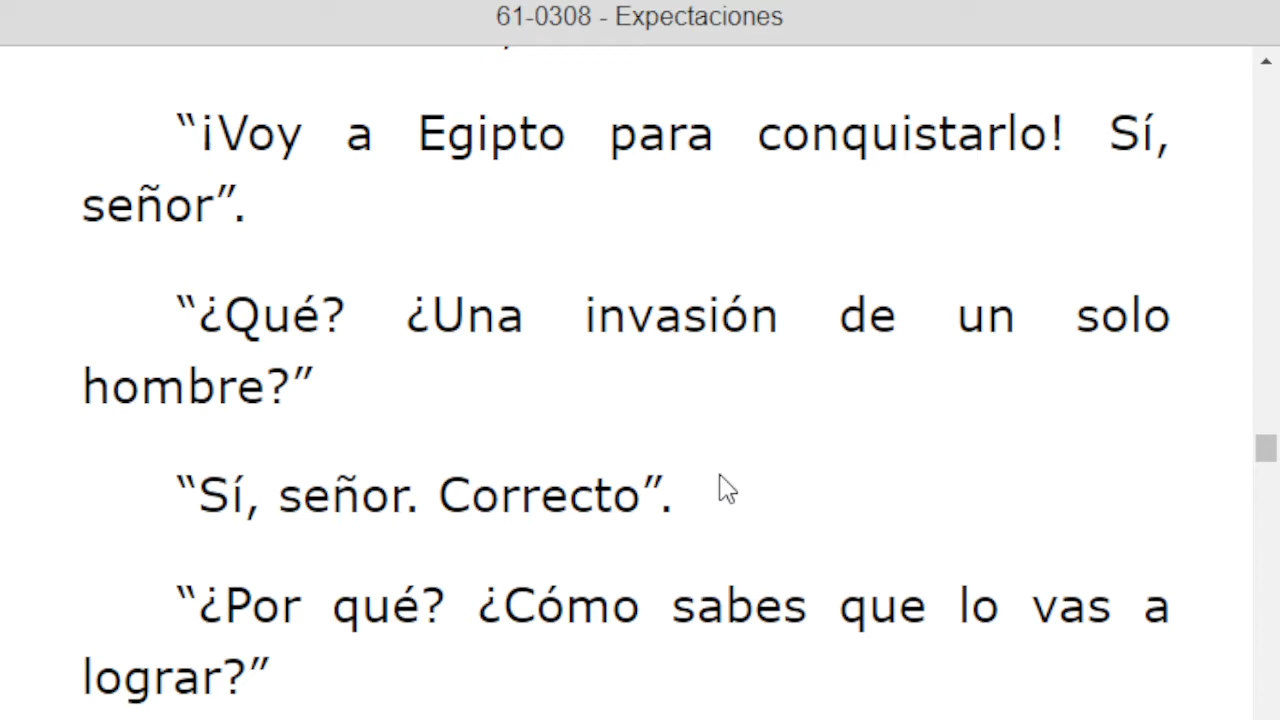 61-0308 - Expectaciones
“¡Voy a Egipto para conquistarlo! Sí,
señor”.
“¿Qué? ¿Una invasión de un solo
hombre?”
“Sí, señor. Correcto”.
“¿Por qué? ¿Cómo sabes que lo vas a
lograr?”